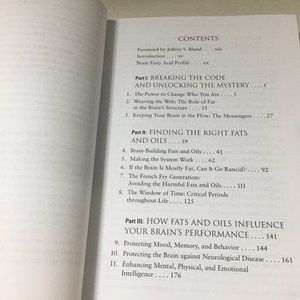 CONTENTS
Foreword by Jeffrey S. Bland . . . . xiii
Introduction . . . . xv
Brain Fatty Acid Profile . . . . xx
Part I: BREAKING THE CODE
AND UNLOCKING THE MYSTERY . . . . 1
1. The Power to Change Who You Are . . . . 3
2. Weaving the Web: The Role of Fat
in the Brain's Structure . . . . 15
3. Keeping Your Brain in the Flow: The Messengers . . . . 27
Part II: FINDING THE RIGHT FATS
AND OILS . . . . 39
4. Brain-Building Fats and Oils . . . . 41
5. Making the System Work . . . . 62
6. If the Brain Is Mostly Fat, Can It Go Rancid? . . . . 92
7. The French Fry Generation:
Avoiding the Harmful Fats and Oils . . . . 111
8. The Window of Time: Critical Periods
throughout Life . . . . 125
Part III: HOW FATS AND OILS INFLUENCE
YOUR BRAIN'S PERFORMANCE . . . . 141
9. Protecting Mood, Memory, and Behavior . . . . 144
10. Protecting the Brain against Neurological Disease . . . . 161
11. Enhancing Mental, Physical, and Emotional
Intelligence . . . . 176